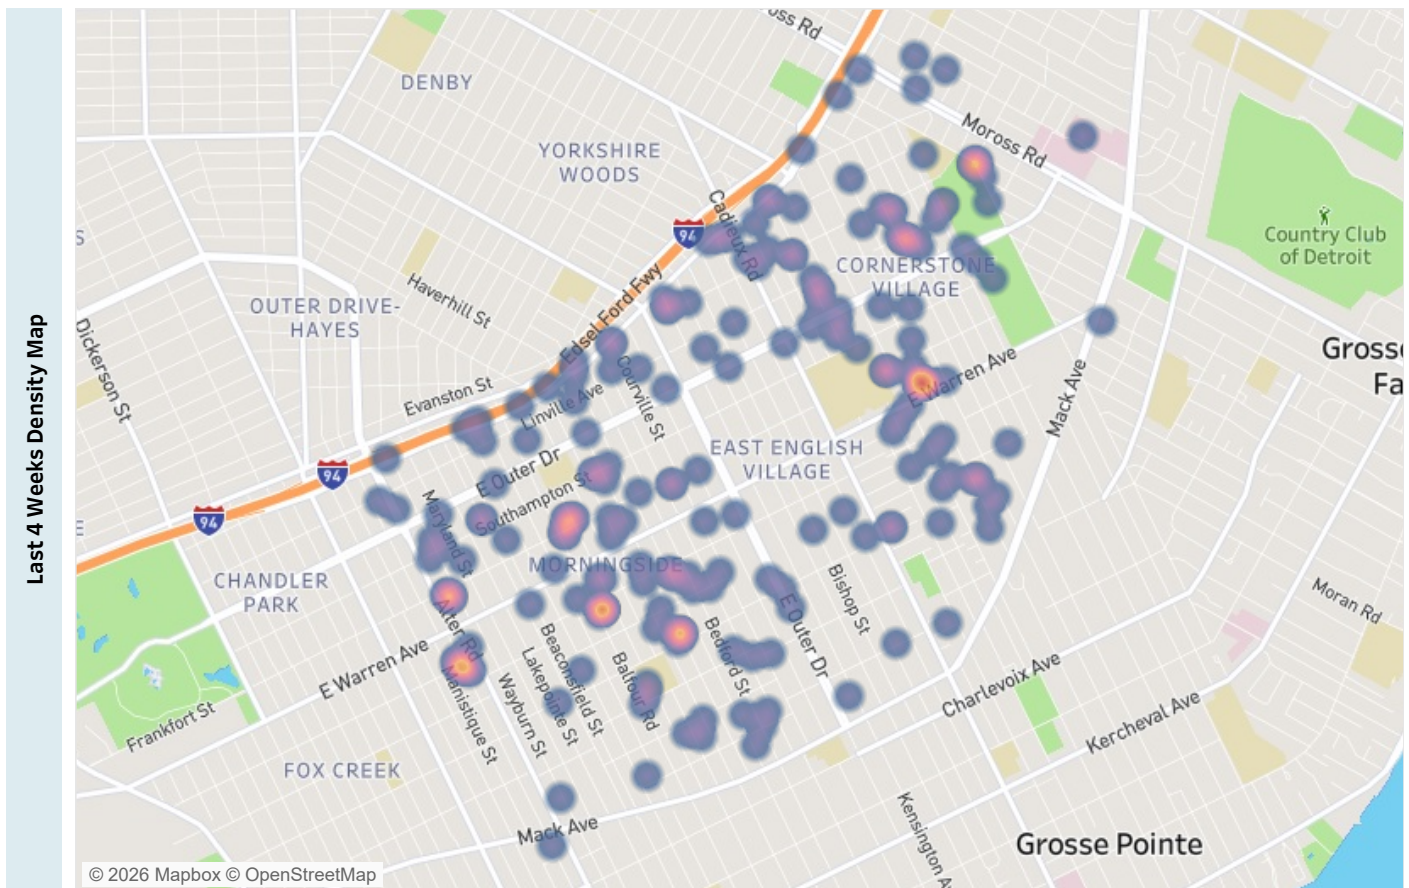 Last 4 Weeks Density Map
oss Rd
DENBY
Moross Rd
YORKSHIRE
WOODS
Cadieux Rd
94
S
Country Club
of Detroit
CORNERSTONE
VILLAGE
Haverhill St
OUTER DRIVE-
HAYES
Edsel Ford Fwy
Dickerson St
Grosse
Fa
Evanston St
Linville Ave
Courville St
E Warren Ave
Mack Ave
EAST ENGLISH
VILLAGE
E Outer Dr
94
Southampton St
94
E
Maryland St
MORNINGSIDE
CHANDLER
PARK
Bishop St
Moran Rd
Alter Rd
E Outer Dr
Bedford St
E Warren Ave
Beaconsfield St
Lakepointe St
Balfour Rd
Manistique St
Wayburn St
Charlevoix Ave
Kercheval Ave
Frankfort St
FOX CREEK
Mack Ave
Kensington A
Grosse Pointe
© 2026 Mapbox © OpenStreetMap